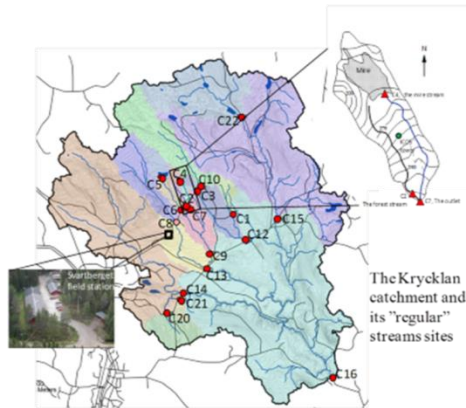 N
Mire
C4, The mire stream
C2
The forest stream
C7, The outlet
C22
C4
C5
C10
C3
C2
C6
C7
C1
C15
C8
C12
C9
C13
Svartberget
field station
C14
C21
C20
C16
The Krycklan
catchment and
its ”regular”
streams sites